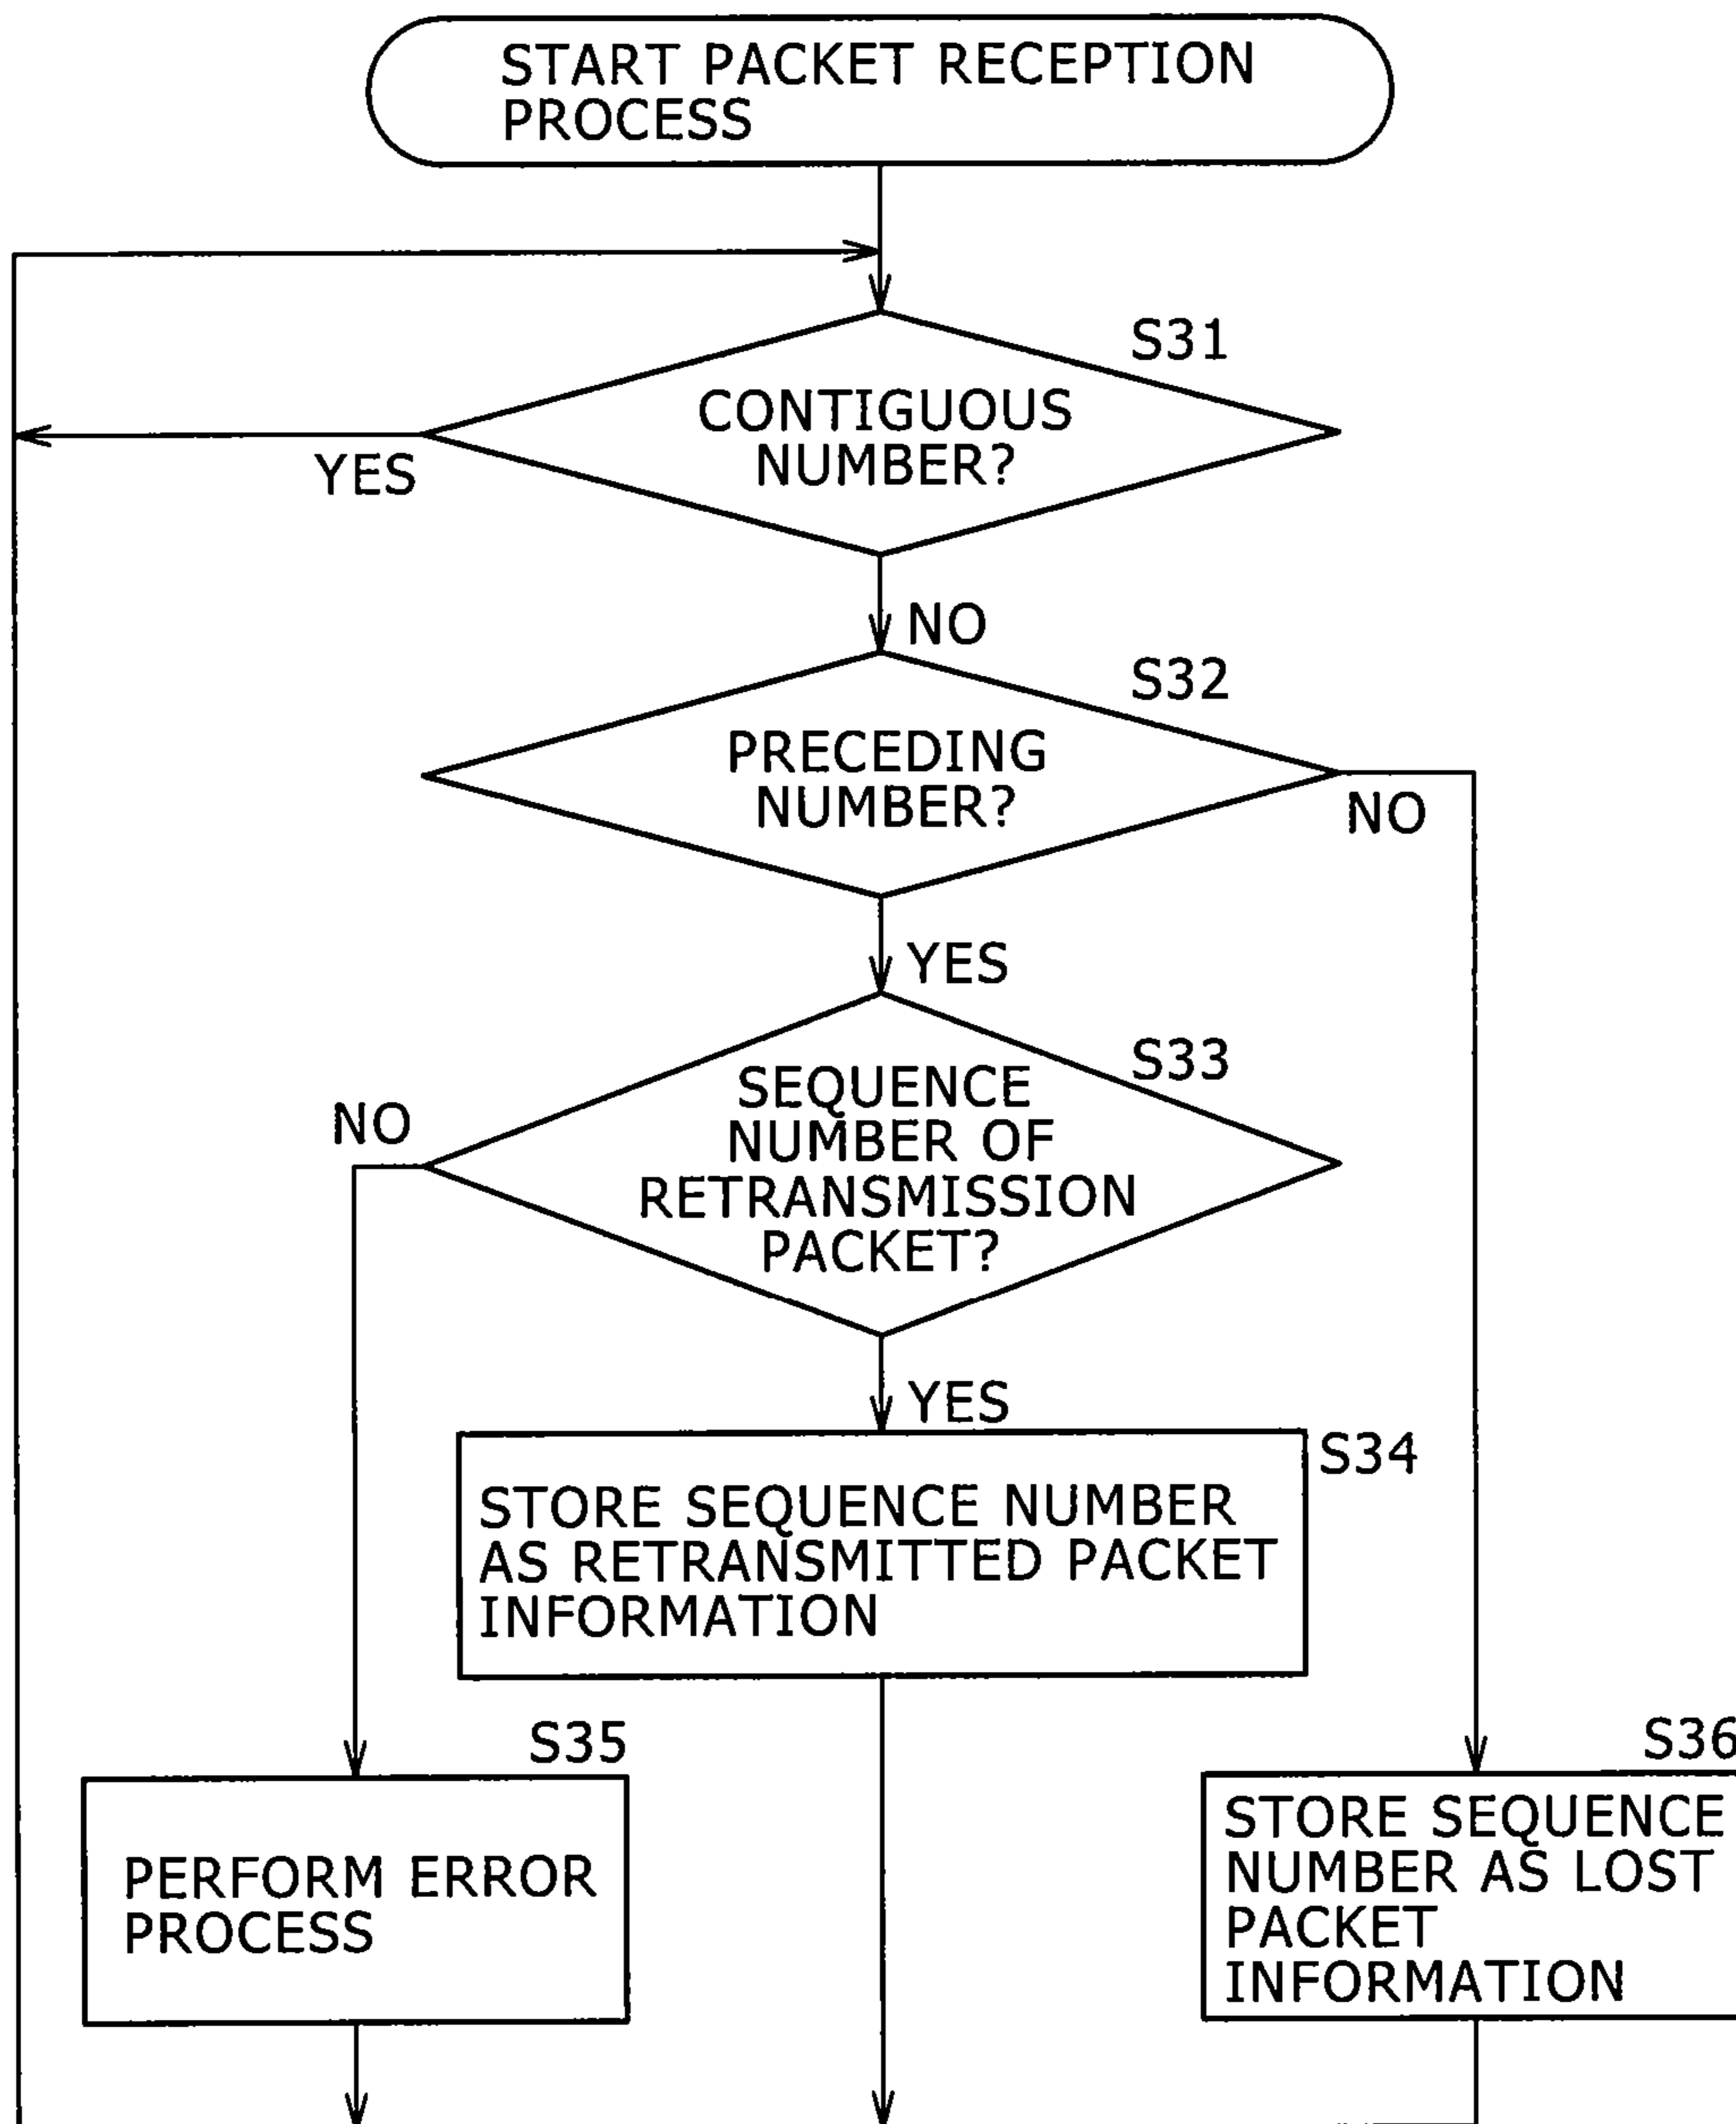 START PACKET RECEPTION
PROCESS
S31
CONTIGUOUS
NUMBER?
YES
NO
S32
PRECEDING
NUMBER?
NO
YES
S33
SEQUENCE
NUMBER OF
RETRANSMISSION
PACKET?
NO
YES
S34
STORE SEQUENCE NUMBER
AS RETRANSMITTED PACKET
INFORMATION
S35
PERFORM ERROR
PROCESS
S36
STORE SEQUENCE
NUMBER AS LOST
PACKET
INFORMATION